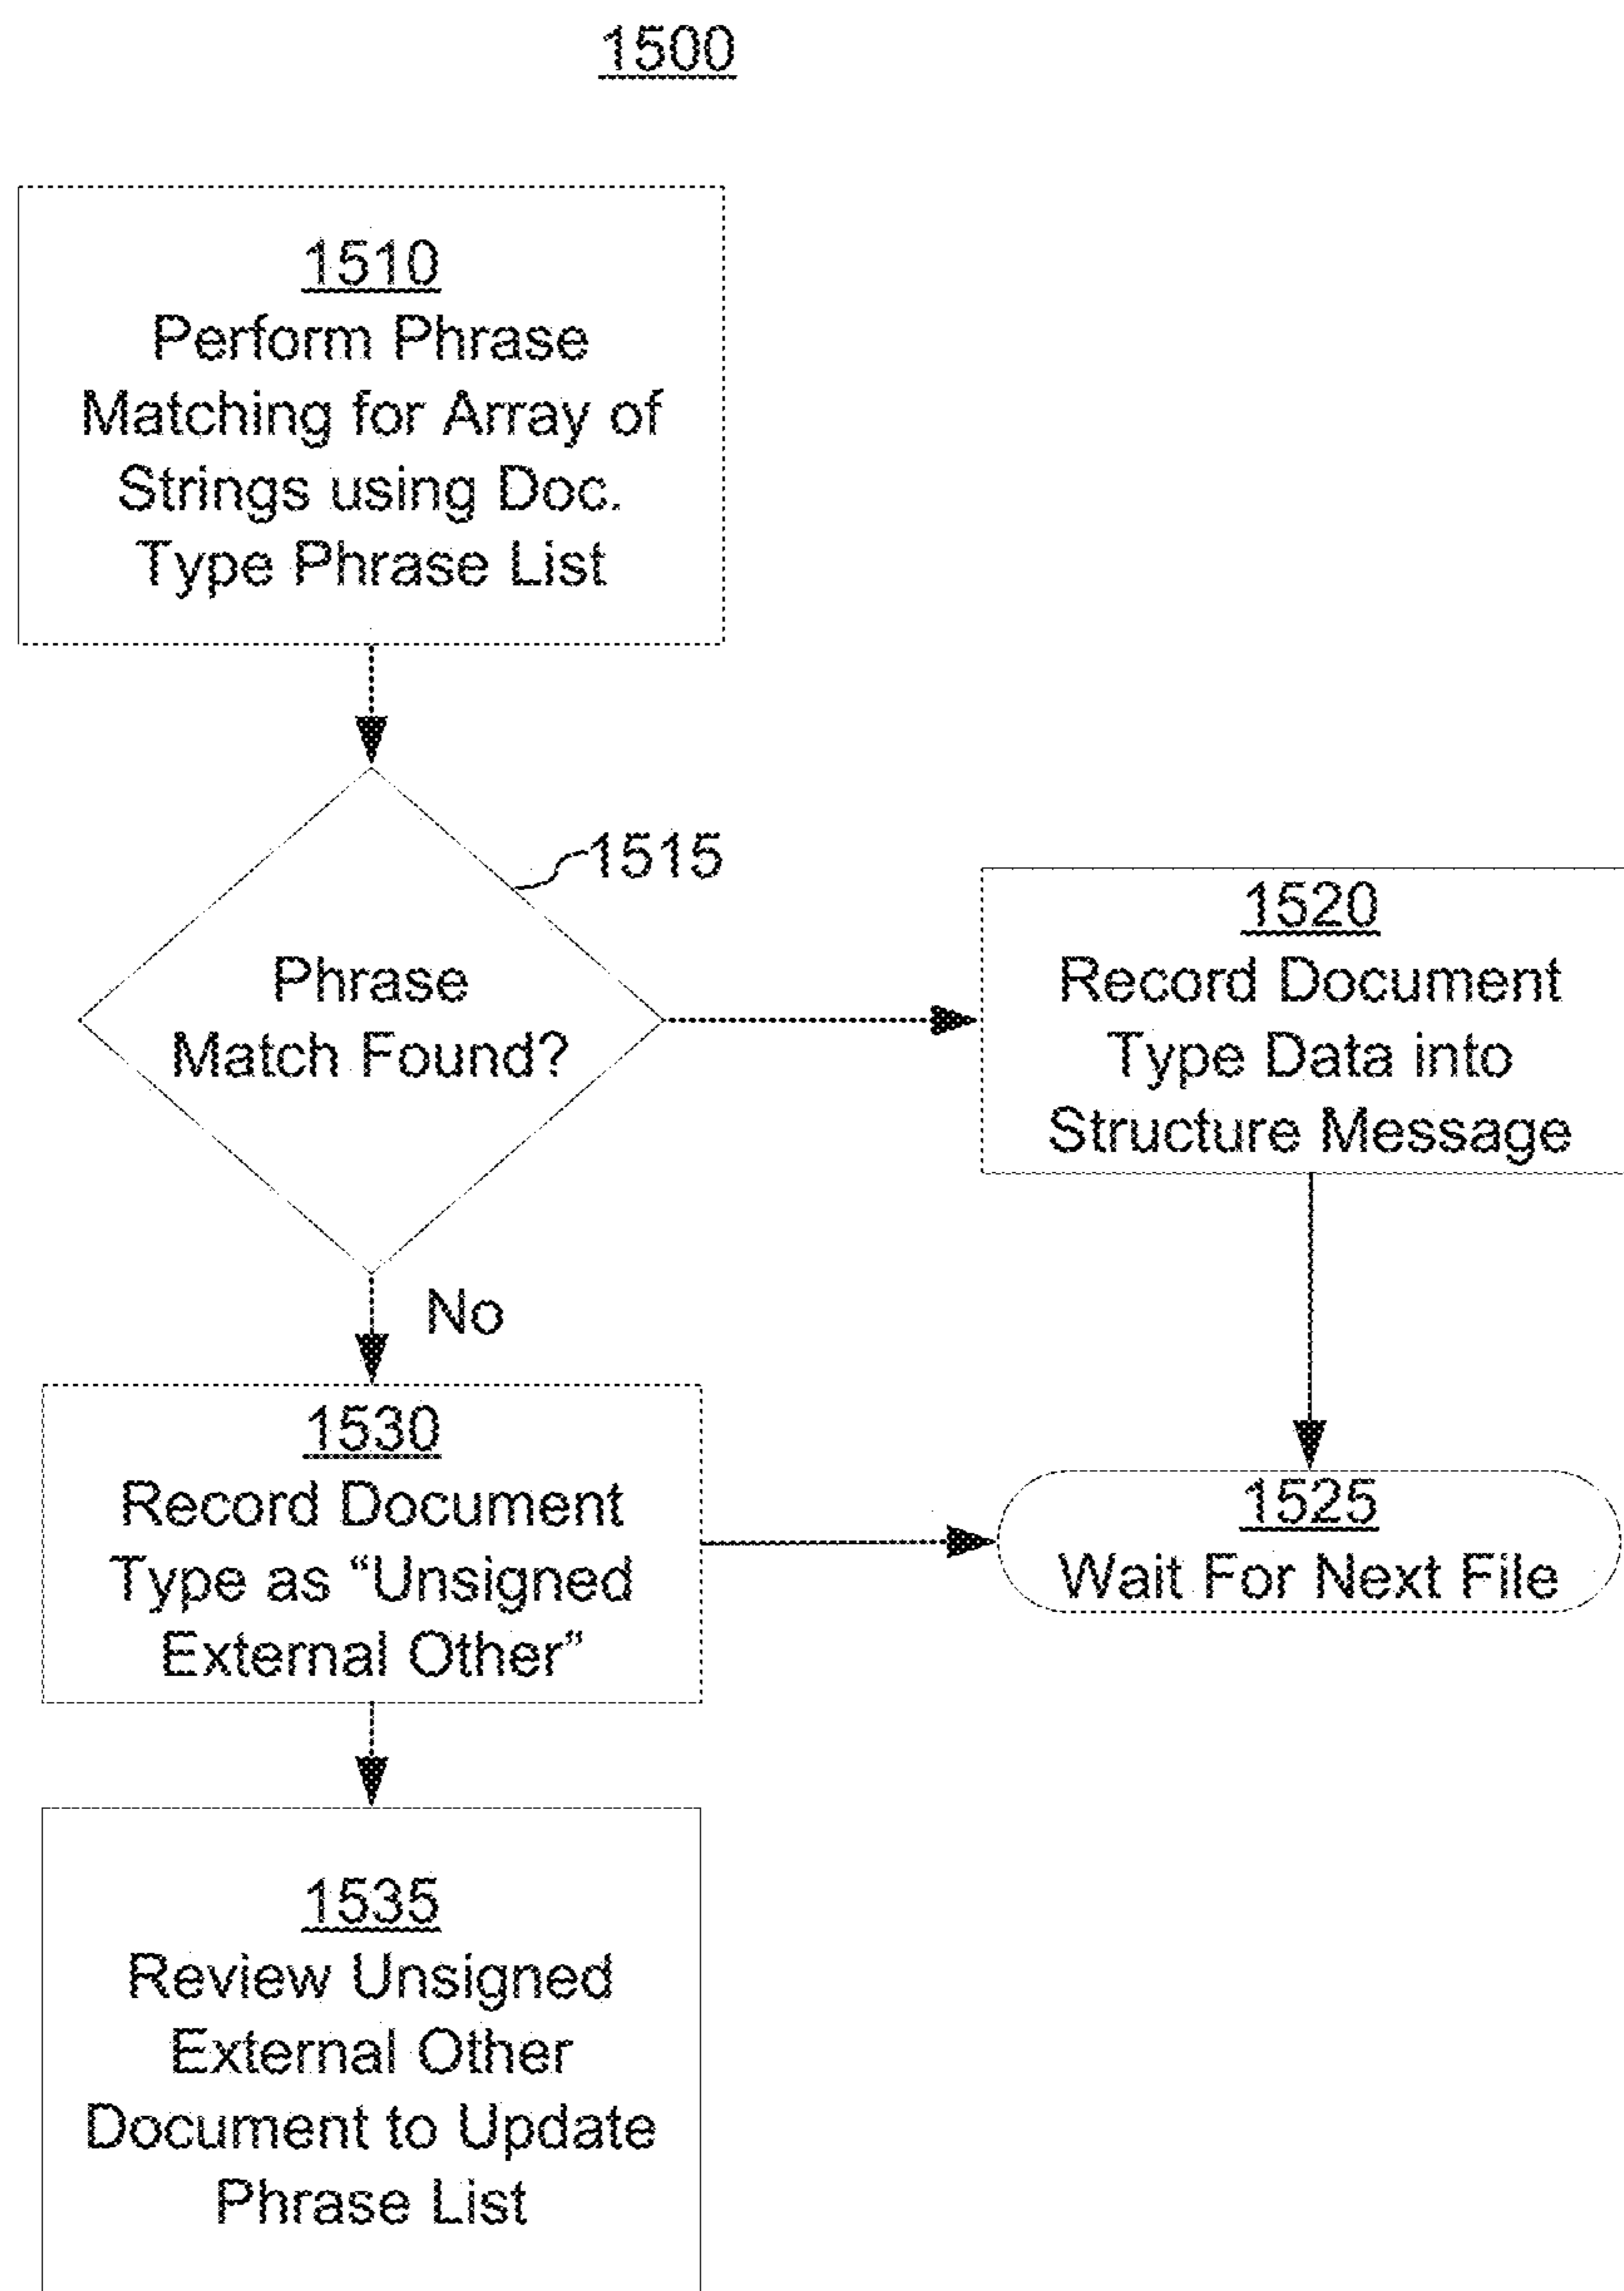 1500
1510
Perform Phrase
Matching for Array of
Strings using Doc.
Type Phrase List
1515
Phrase
Match Found?
1520
Record Document
Type Data into
Structure Message
No
1530
Record Document
Type as “Unsigned
External Other”
1525
Wait For Next File
1535
Review Unsigned
External Other
Document to Update
Phrase List